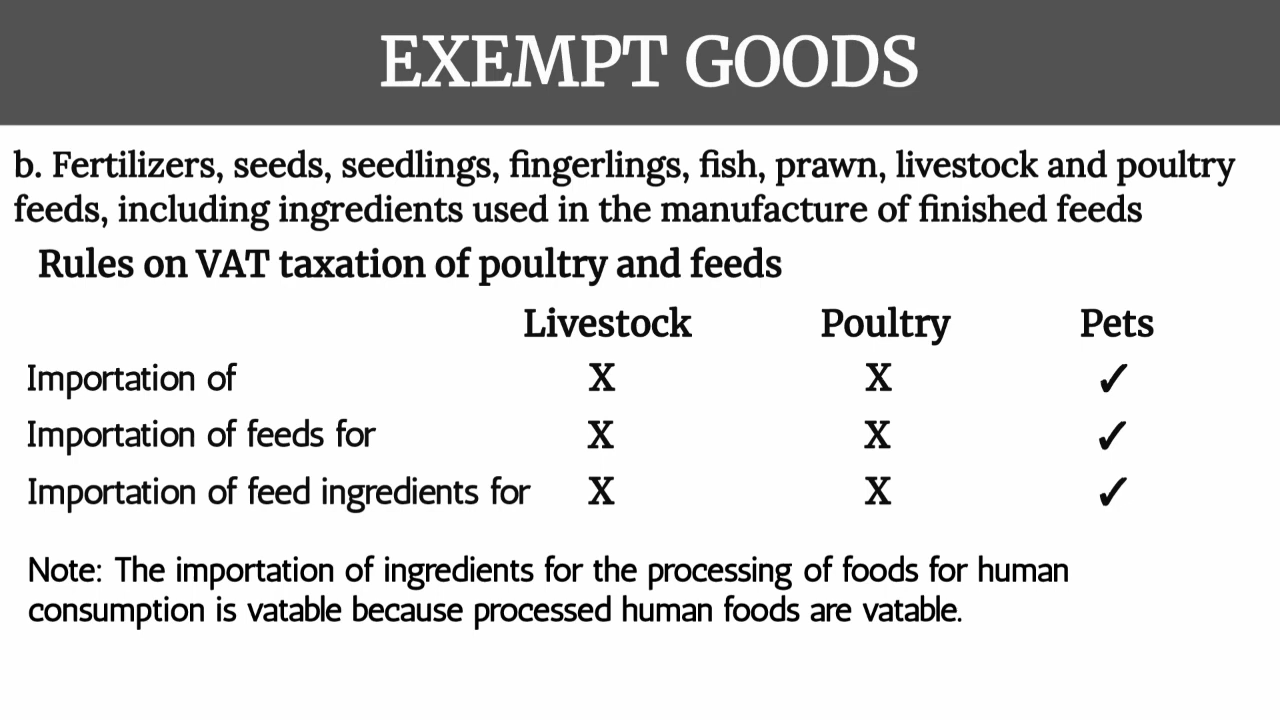 EXEMPT GOODS
b. Fertilizers, seeds, seedlings, fingerlings, fish, prawn, livestock and poultry
feeds, including ingredients used in the manufacture of finished feeds
Rules on VAT taxation of poultry and feeds
Livestock Poultry Pets
Importation of X X ✓
Importation of feeds for X X ✓
Importation of feed ingredients for X X ✓
Note: The importation of ingredients for the processing of foods for human
consumption is vatable because processed human foods are vatable.